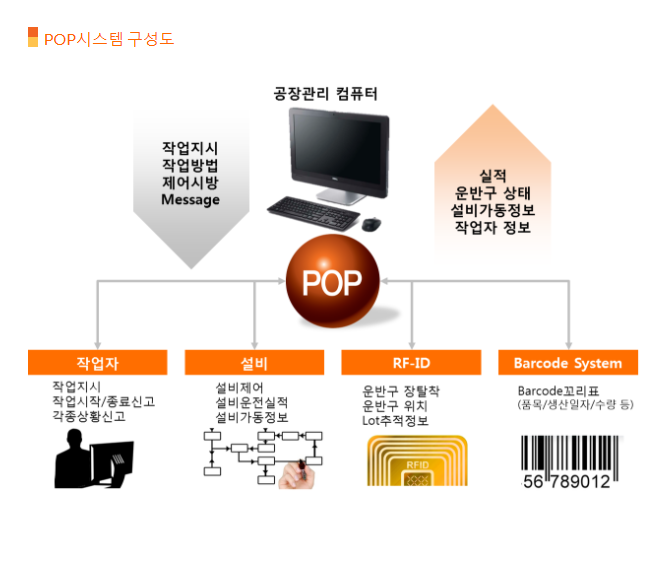 POP시스템 구성도
공장관리 컴퓨터
작업지시
작업방법
제어시방
Message
실적
운반구 상태
설비가동정보
작업자 정보
POP
작업자
작업지시
작업시작/종료신고
각종상황신고
설비
설비제어
설비운전실적
설비가동정보
RF-ID
운반구 장탈착
운반구 위치
Lot추적정보
RFID
Barcode System
Barcode꼬리표
(품목/생산일자/수량 등)
56 789012